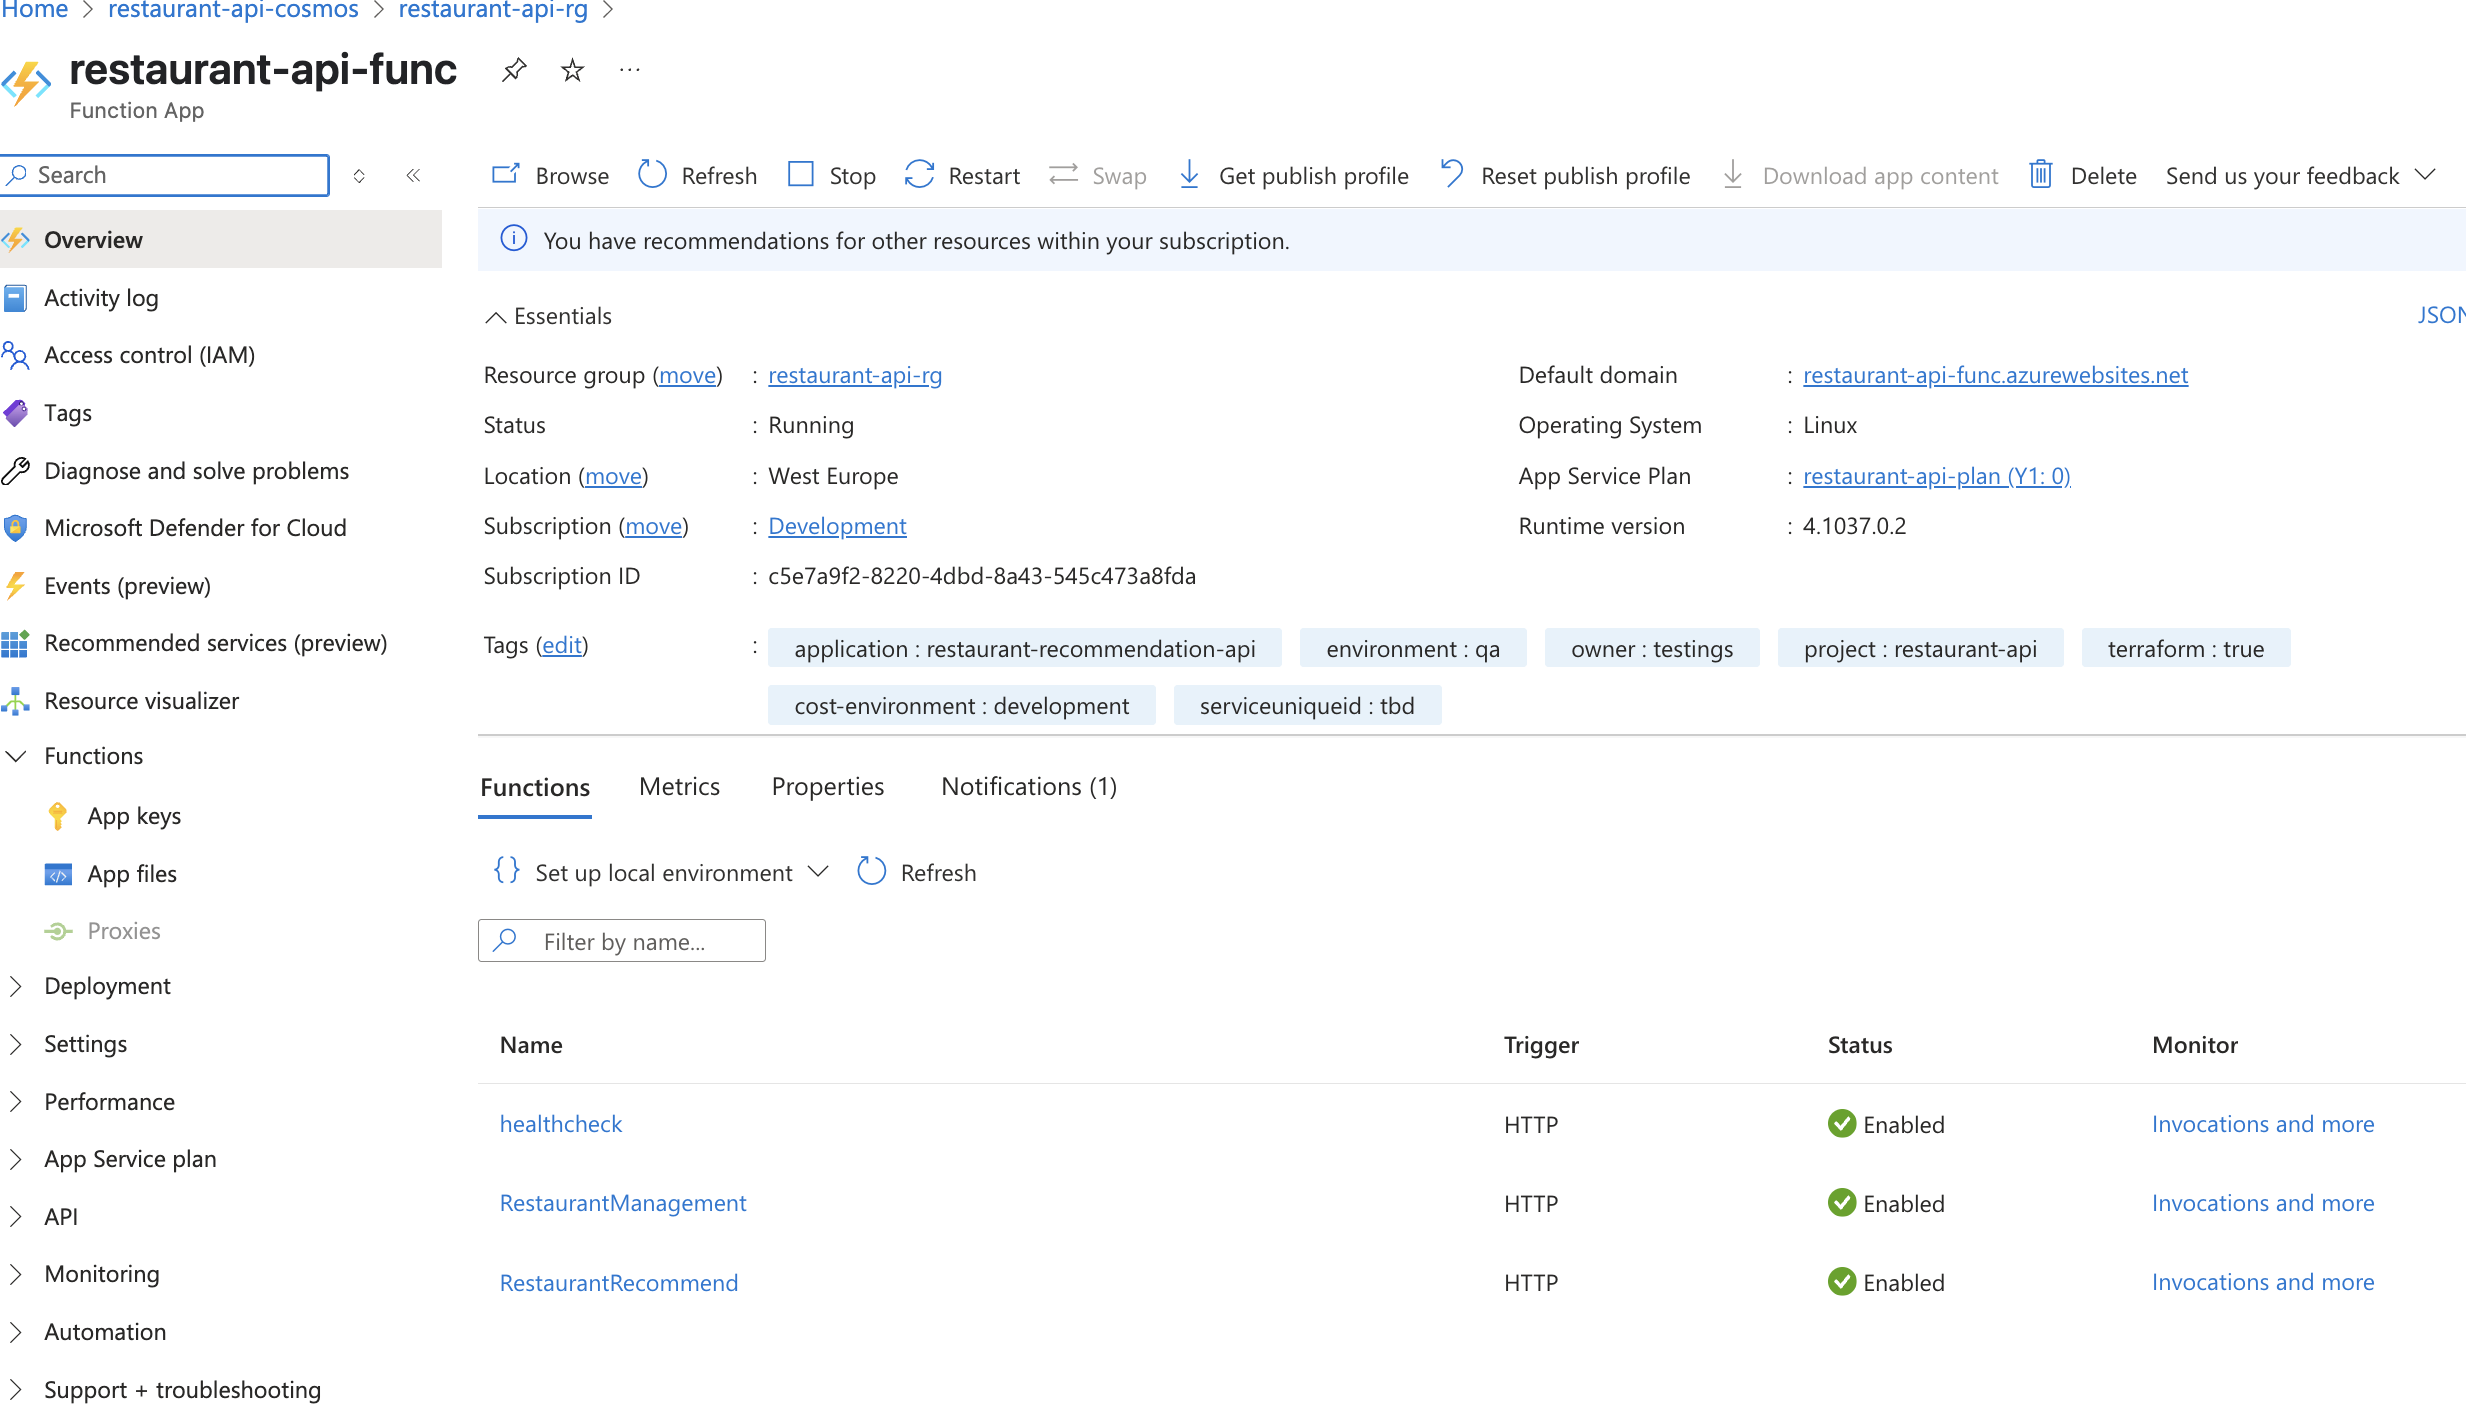 Home > restaurant-api-cosmos > restaurant-api-rg >
restaurant-api-func
Function App
Search
Browse Refresh Stop Restart Swap Get publish profile Reset publish profile Download app content Delete Send us your feedback
Overview
Activity log
Access control (IAM)
Tags
Diagnose and solve problems
Microsoft Defender for Cloud
Events (preview)
Recommended services (preview)
Resource visualizer
Functions
App keys
App files
Proxies
Deployment
Settings
Performance
App Service plan
API
Monitoring
Automation
Support + troubleshooting
You have recommendations for other resources within your subscription.
Essentials
JSON
Resource group (move) : restaurant-api-rg
Status : Running
Location (move) : West Europe
Subscription (move) : Development
Subscription ID : c5e7a9f2-8220-4dbd-8a43-545c473a8fda
Default domain : restaurant-api-func.azurewebsites.net
Operating System : Linux
App Service Plan : restaurant-api-plan (Y1: 0)
Runtime version : 4.1037.0.2
Tags (edit) : application : restaurant-recommendation-api environment : qa owner : testings project : restaurant-api terraform : true
cost-environment : development serviceuniqueid : tbd
Functions Metrics Properties Notifications (1)
{} Set up local environment Refresh
Filter by name...
Name Trigger Status Monitor
healthcheck HTTP Enabled Invocations and more
RestaurantManagement HTTP Enabled Invocations and more
RestaurantRecommend HTTP Enabled Invocations and more